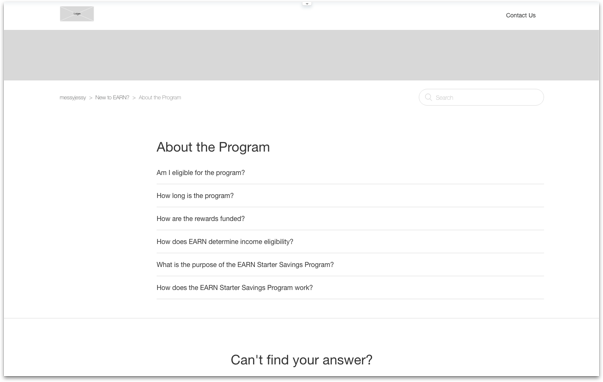 Contact Us
messyjessy > New to EARN? > About the Program
Search
About the Program
Am I eligible for the program?
How long is the program?
How are the rewards funded?
How does EARN determine income eligibility?
What is the purpose of the EARN Starter Savings Program?
How does the EARN Starter Savings Program work?
Can't find your answer?